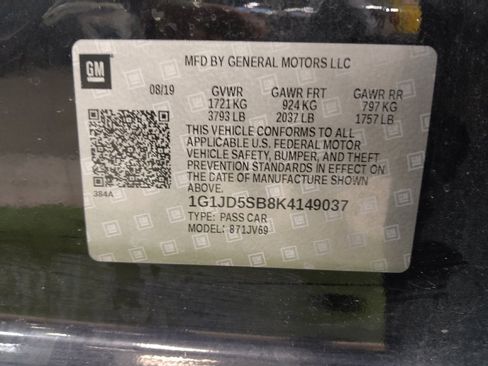 GM
MFD BY GENERAL MOTORS LLC
08/19 GVWR GAWR FRT GAWR RR
1721 KG 924 KG 797 KG
3793 LB 2037 LB 1757 LB
THIS VEHICLE CONFORMS TO ALL
APPLICABLE U.S. FEDERAL MOTOR
VEHICLE SAFETY, BUMPER, AND THEFT
PREVENTION STANDARDS IN EFFECT ON
THE DATE OF MANUFACTURE SHOWN
ABOVE.
384A
1G1JD5SB8K4149037
TYPE: PASS CAR
MODEL: 871JV69